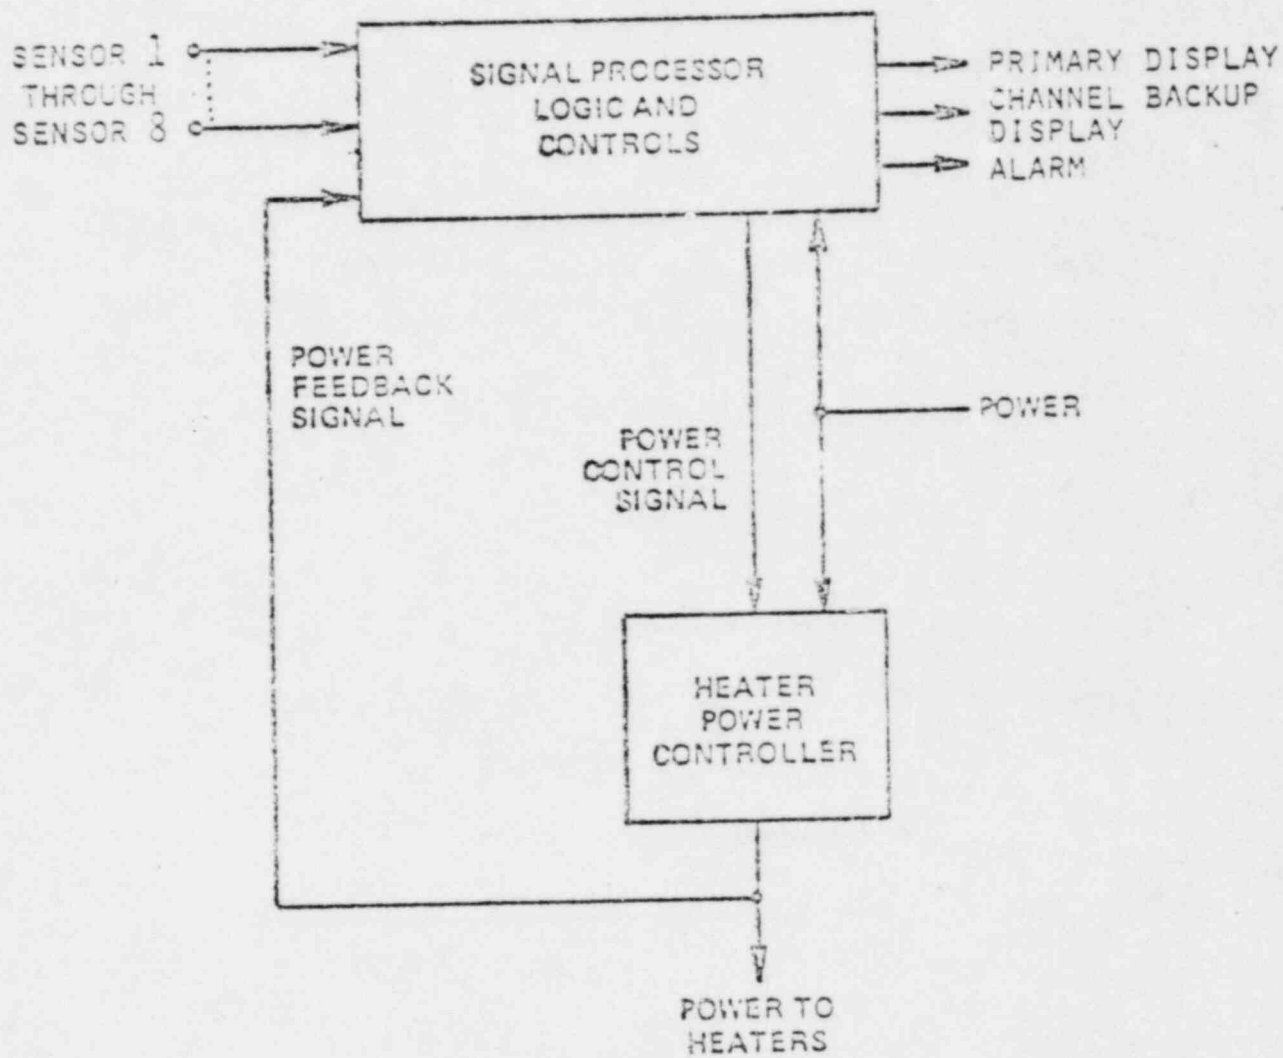 SENSOR 1
THROUGH
SENSOR 8
SIGNAL PROCESSOR
LOGIC AND
CONTROLS
PRIMARY DISPLAY
CHANNEL BACKUP
DISPLAY
ALARM
POWER
FEEDBACK
SIGNAL
POWER
CONTROL
SIGNAL
POWER
HEATER
POWER
CONTROLLER
POWER TO
HEATERS